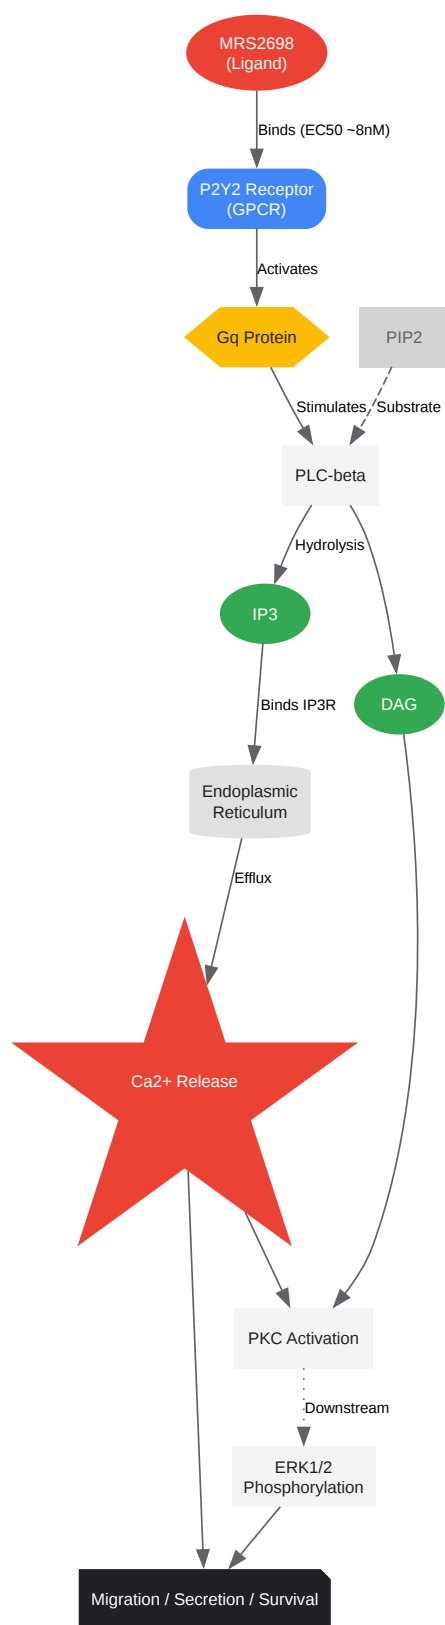 MRS2698
(Ligand)
Binds (EC50 ~8nM)
P2Y2 Receptor
(GPCR)
Activates
Gq Protein
PIP2
Stimulates
Substrate
PLC-beta
Hydrolysis
IP3
DAG
Binds IP3R
Endoplasmic
Reticulum
Efflux
Ca2+ Release
PKC Activation
Downstream
ERK1/2
Phosphorylation
Migration / Secretion / Survival